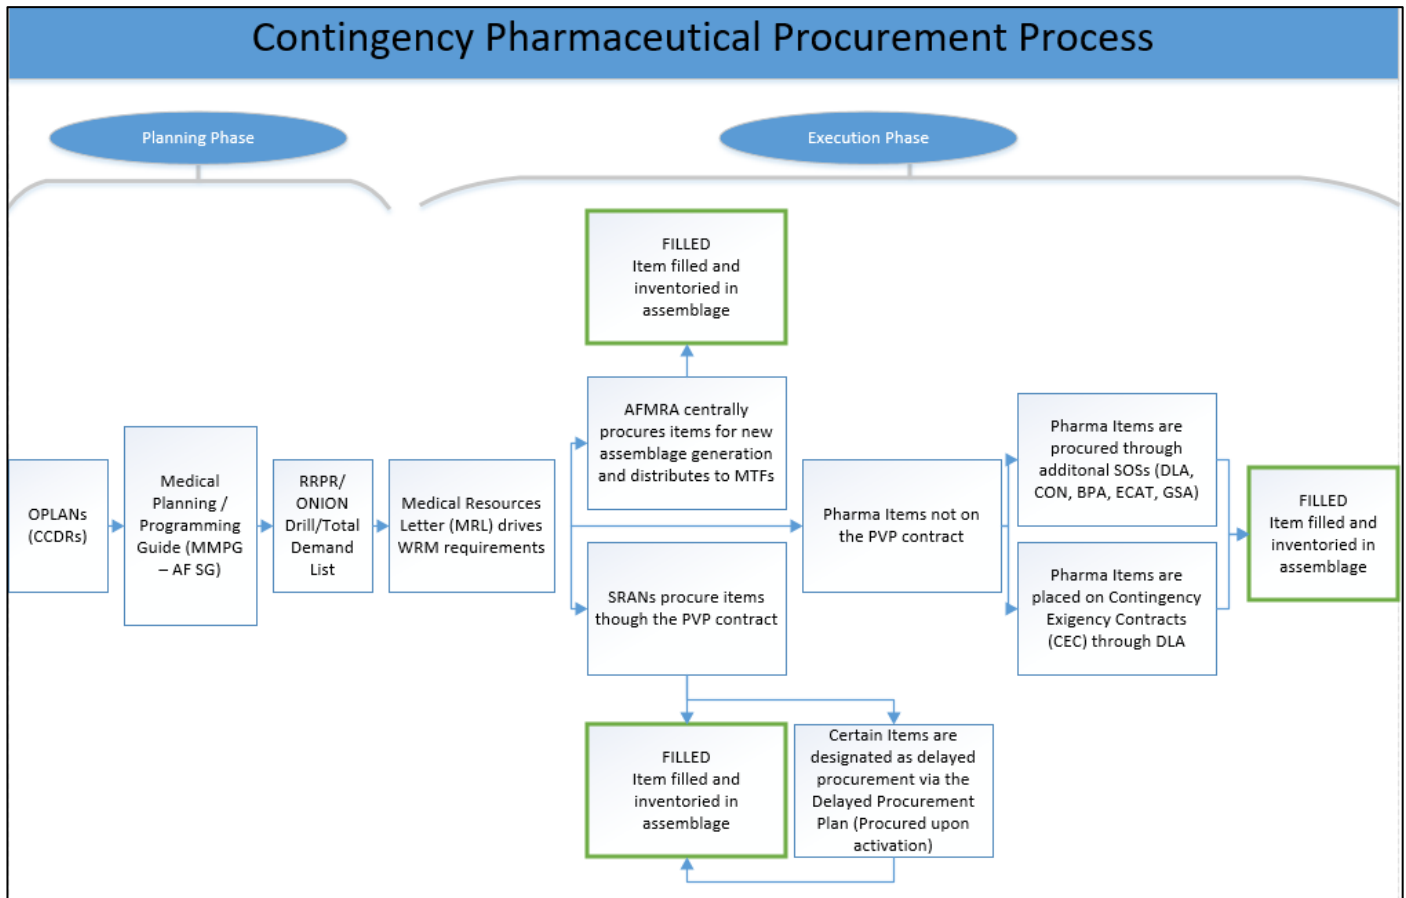 Contingency Pharmaceutical Procurement Process
Planning Phase
Execution Phase
FILLED
Item filled and
inventoried in
assemblage
OPLANs
(CCDRs)
Medical
Planning /
Programming
Guide (MMPG
– AF SG)
RRPR/
ONION
Drill/Total
Demand
List
Medical Resources
Letter (MRL) drives
WRM requirements
AFMRA centrally
procures items for new
assemblage generation
and distributes to MTFs
SRANs procure items
though the PVP contract
Pharma Items not on
the PVP contract
Pharma Items are
procured through
additonal SOSs (DLA,
CON, BPA, ECAT, GSA)
Pharma Items are
placed on Contingency
Exigency Contracts
(CEC) through DLA
FILLED
Item filled and
inventoried in
assemblage
FILLED
Item filled and
inventoried in
assemblage
Certain Items are
designated as delayed
procurement via the
Delayed Procurement
Plan (Procured upon
activation)